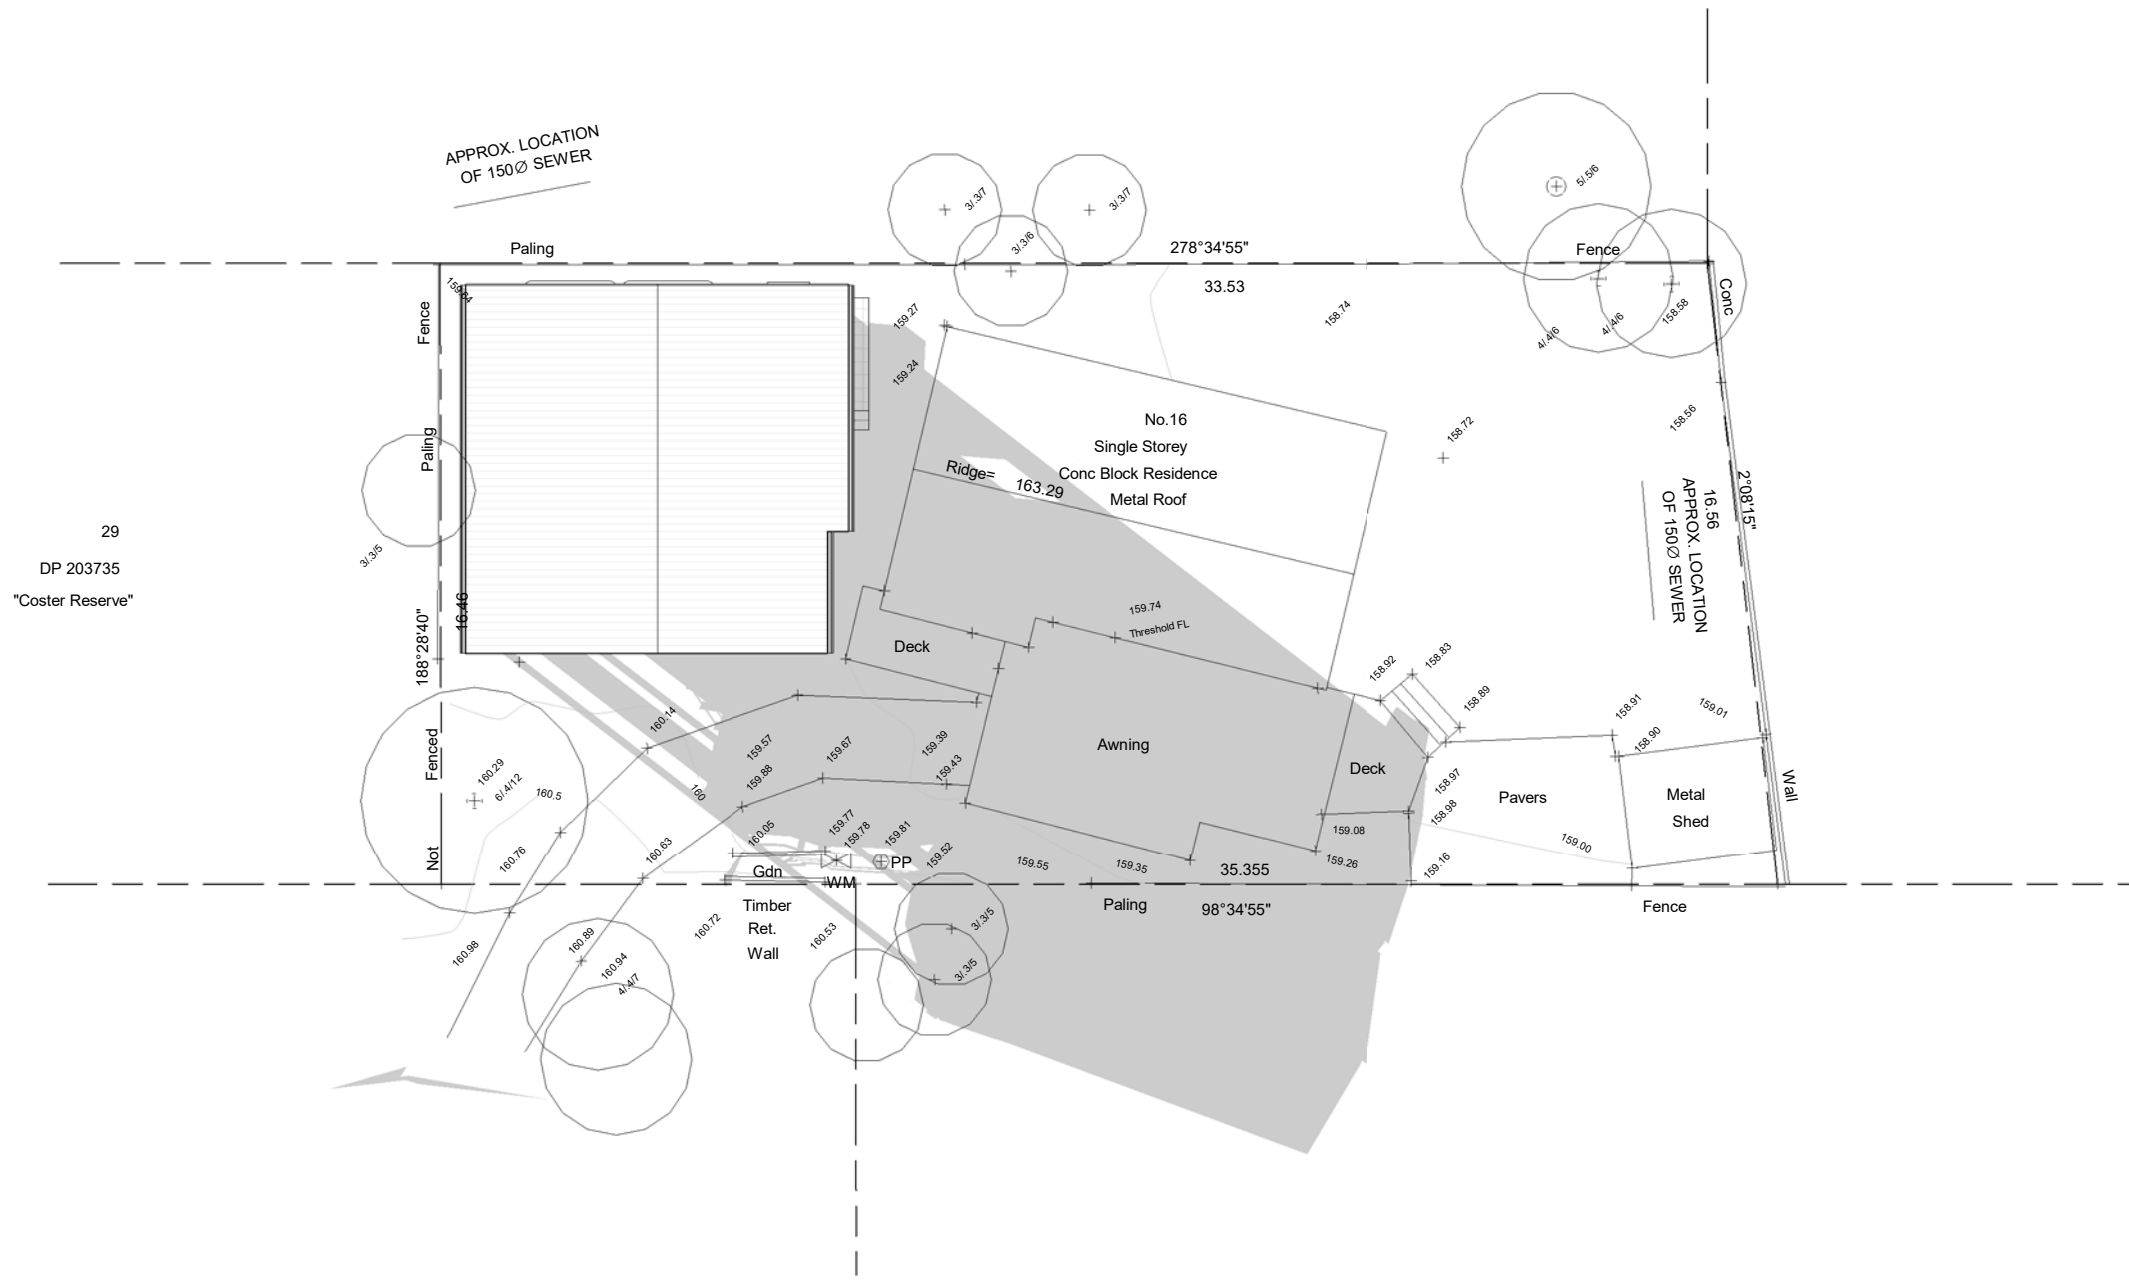 APPROX. LOCATION
OF 150∅ SEWER
3/.3/7
3/.3/7
3/.3/6
5/.5/6
Paling
278°34'55"
Fence
33.53
159.64
Fence
159.27
158.74
4/.4/6
4/.4/6
158.58
Conc
159.24
No.16
Single Storey
Conc Block Residence
Metal Roof
Ridge=
163.29
158.72
158.56
Paling
3/.3/5
29
DP 203735
"Coster Reserve"
2°08'15"
16.56
APPROX. LOCATION
OF 150∅ SEWER
188°28'40"
16.46
Deck
159.74
Threshold FL
158.92
158.83
158.89
158.91
159.01
158.90
160.14
159.57
159.67
159.39
159.43
159.88
Awning
Deck
158.97
158.98
Pavers
Metal
Shed
Wall
Fenced
Not
160.29
6/.4/12
160.5
160
160.76
160.63
160.05
159.77
159.78
159.81
PP
159.52
159.55
159.35
159.08
159.26
159.16
159.00
Gdn
WM
35.355
Paling
98°34'55"
Fence
Timber
Ret.
Wall
160.72
160.53
3/.3/5
3/.3/5
160.98
160.89
160.94
4/.4/7